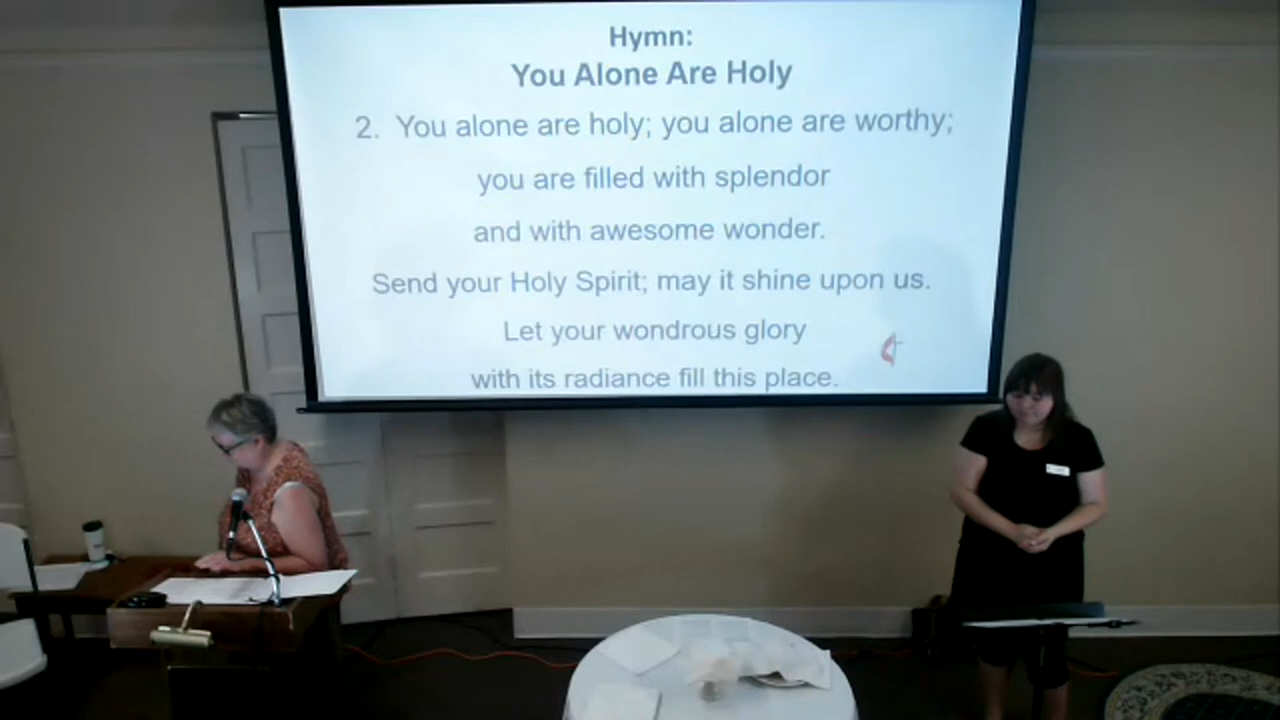 Hymn:
You Alone Are Holy
2. You alone are holy; you alone are worthy;
you are filled with splendor
and with awesome wonder.
Send your Holy Spirit; may it shine upon us.
Let your wondrous glory
with its radiance fill this place.